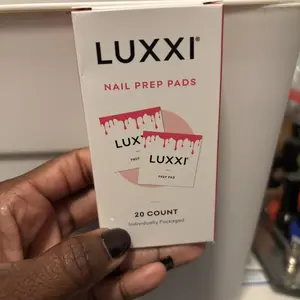 LUXXI®
NAIL PREP PADS
LUXXI
LUXXI®
PREP PAD
20 COUNT
Individually Packaged